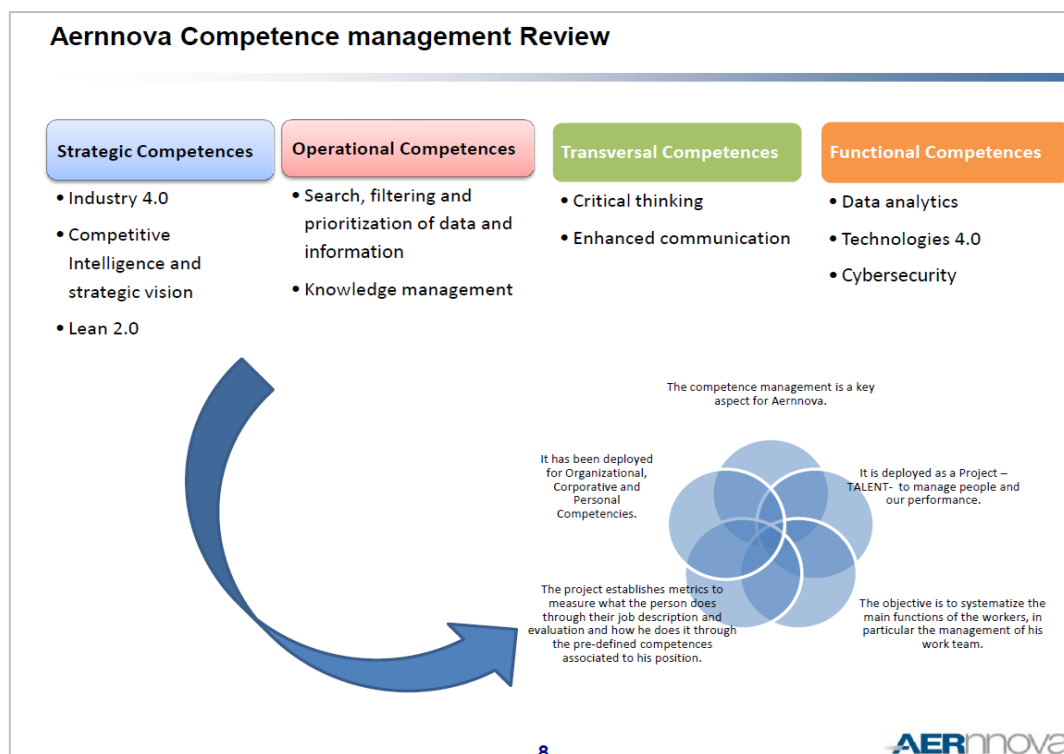 Aernnova Competence management Review
Strategic Competences
• Industry 4.0
• Competitive
Intelligence and
strategic vision
• Lean 2.0
Operational Competences
• Search, filtering and
prioritization of data and
information
• Knowledge management
Transversal Competences
• Critical thinking
• Enhanced communication
Functional Competences
• Data analytics
• Technologies 4.0
• Cybersecurity
The competence management is a key
aspect for Aernnova.
It is deployed as a Project –
TALENT- to manage people and
our performance.
The objective is to systematize the
main functions of the workers, in
particular the management of his
work team.
The project establishes metrics to
measure what the person does
through their job description and
evaluation and how he does it through
the pre-defined competences
associated to his position.
It has been deployed
for Organizational,
Corporative and
Personal
Competencies.
8
AERnnova